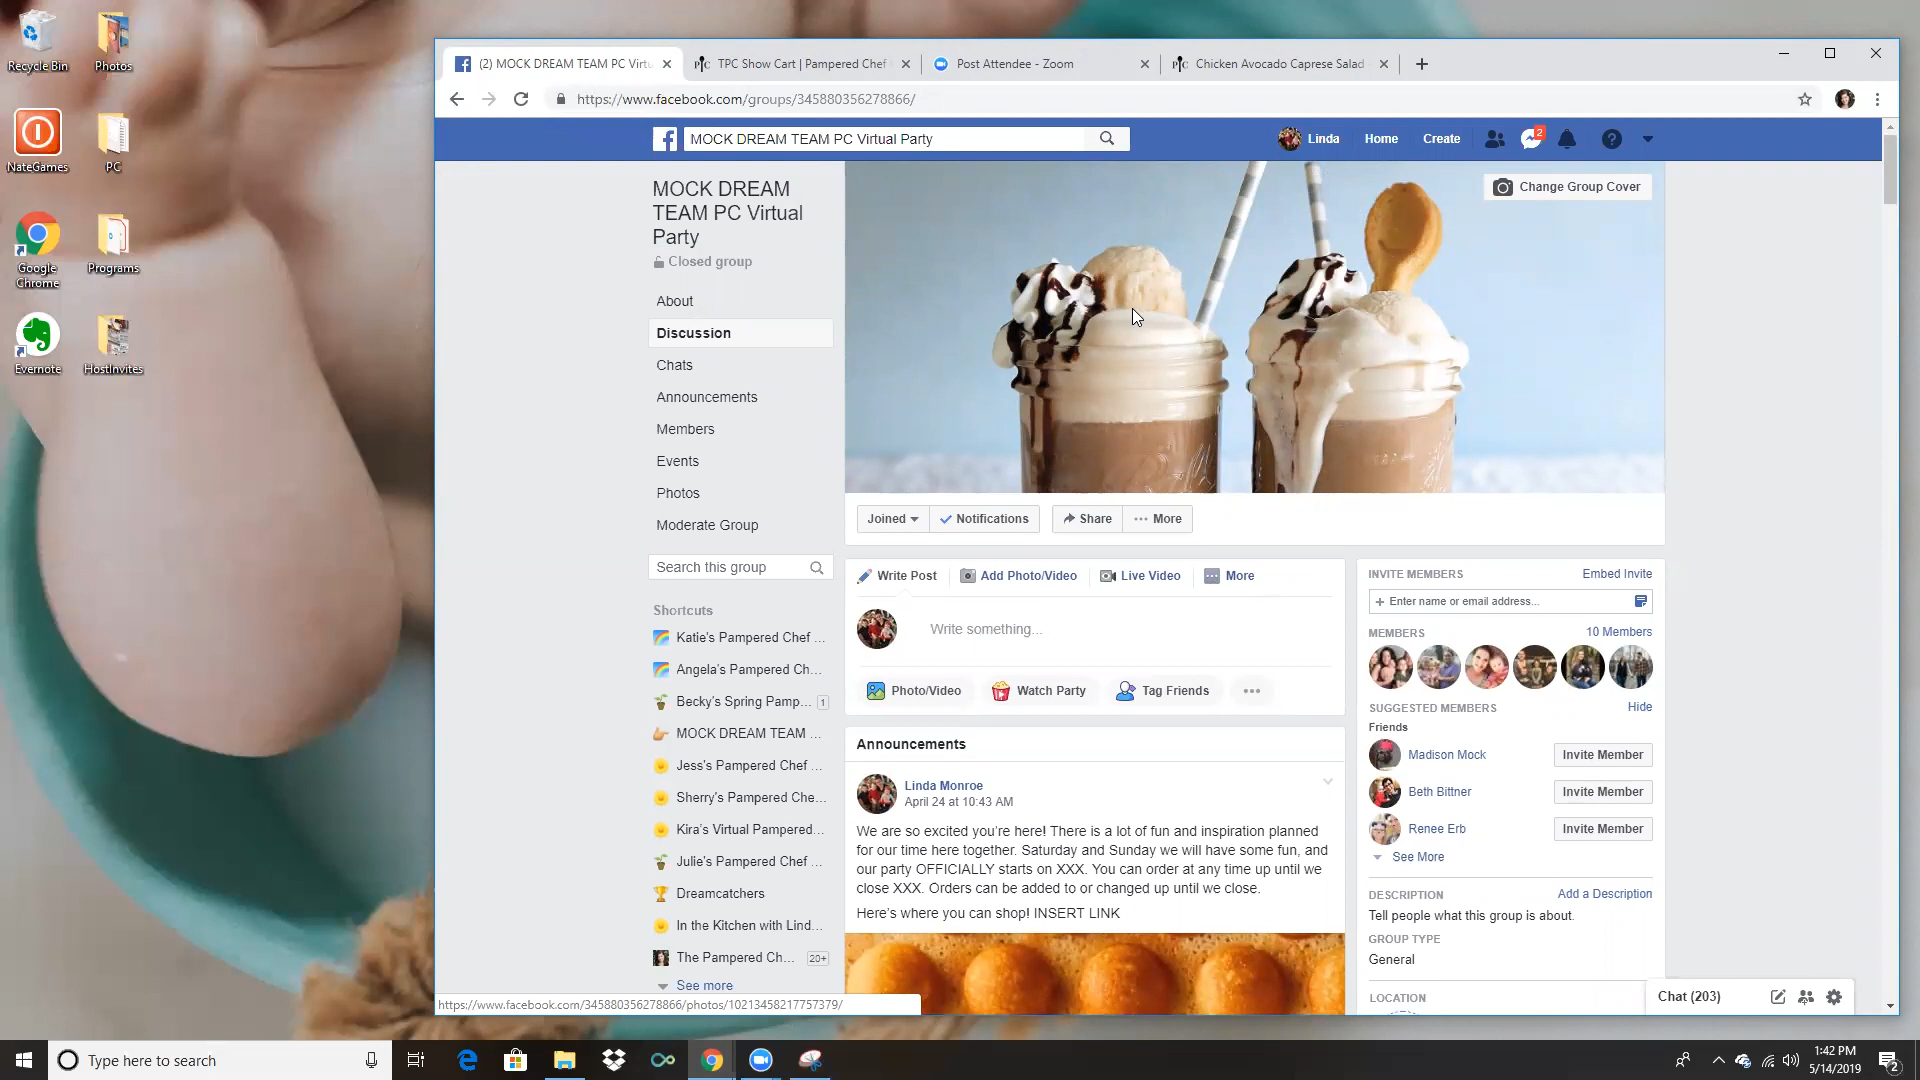 Recycle Bin
Photos
NateGames
PC
Google Chrome
Programs
Evernote
HostInvites
(2) MOCK DREAM TEAM PC Virtu
TPC Show Cart | Pampered Chef
Post Attendee - Zoom
Chicken Avocado Caprese Salad
https://www.facebook.com/groups/345880356278866/
MOCK DREAM TEAM PC Virtual Party
Linda
Home
Create
2
MOCK DREAM
TEAM PC Virtual
Party
Closed group
Change Group Cover
About
Discussion
Chats
Announcements
Members
Events
Photos
Moderate Group
Search this group
Shortcuts
Katie's Pampered Chef ...
Angela's Pampered Ch...
Becky's Spring Pamp... 1
MOCK DREAM TEAM ...
Jess's Pampered Chef ...
Sherry's Pampered Che...
Kira's Virtual Pampered...
Julie's Pampered Chef ...
Dreamcatchers
In the Kitchen with Lind...
The Pampered Ch... 20+
See more
Joined
Notifications
Share
More
Write Post
Add Photo/Video
Live Video
More
Write something...
Photo/Video
Watch Party
Tag Friends
Announcements
Linda Monroe
April 24 at 10:43 AM
We are so excited you're here! There is a lot of fun and inspiration planned
for our time here together. Saturday and Sunday we will have some fun, and
our party OFFICIALLY starts on XXX. You can order at any time up until we
close XXX. Orders can be added to or changed up until we close.
Here's where you can shop! INSERT LINK
INVITE MEMBERS
Embed Invite
+ Enter name or email address...
MEMBERS
10 Members
SUGGESTED MEMBERS
Hide
Friends
Madison Mock
Invite Member
Beth Bittner
Invite Member
Renee Erb
Invite Member
See More
DESCRIPTION
Add a Description
Tell people what this group is about.
GROUP TYPE
General
LOCATION
Chat (203)
https://www.facebook.com/345880356278866/photos/10213458217757379/
Type here to search
1:42 PM
5/14/2019
2